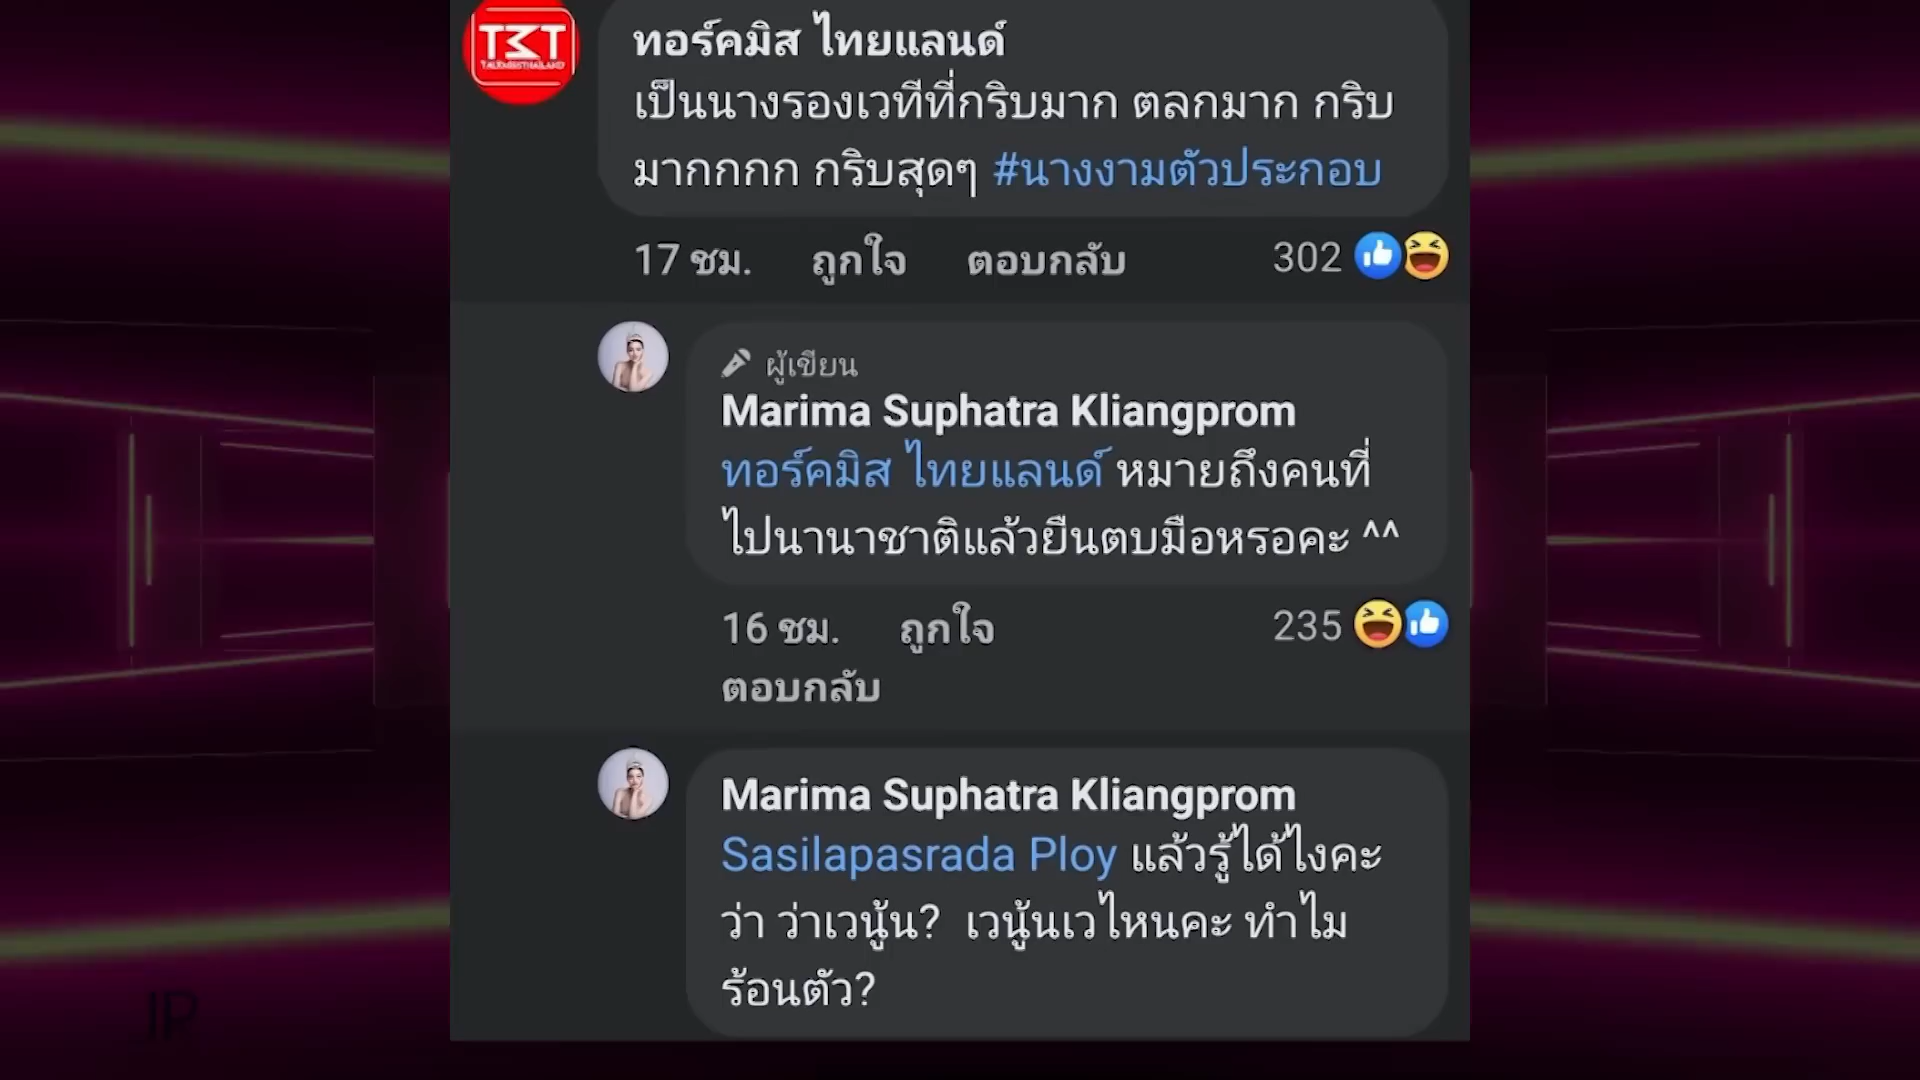 TMT
TALKMISSTHAILAND
ทอร์คมิส ไทยแลนด์
เป็นนางรองเวทีที่กริบมาก ตลกมาก กริบ
มากกกก กริบสุดๆ #นางงามตัวประกอบ
17 ชม. ถูกใจ ตอบกลับ 302
ผู้เขียน
Marima Suphatra Kliangprom
ทอร์คมิส ไทยแลนด์ หมายถึงคนที่
ไปนานาชาติแล้วยืนตบมือหรอคะ ^^
16 ชม. ถูกใจ 235
ตอบกลับ
Marima Suphatra Kliangprom
Sasilapasrada Ploy แล้วรู้ได้ไงคะ
ว่า ว่าเวนู้น? เวนู้นเวไหนคะ ทำไม
ร้อนตัว?